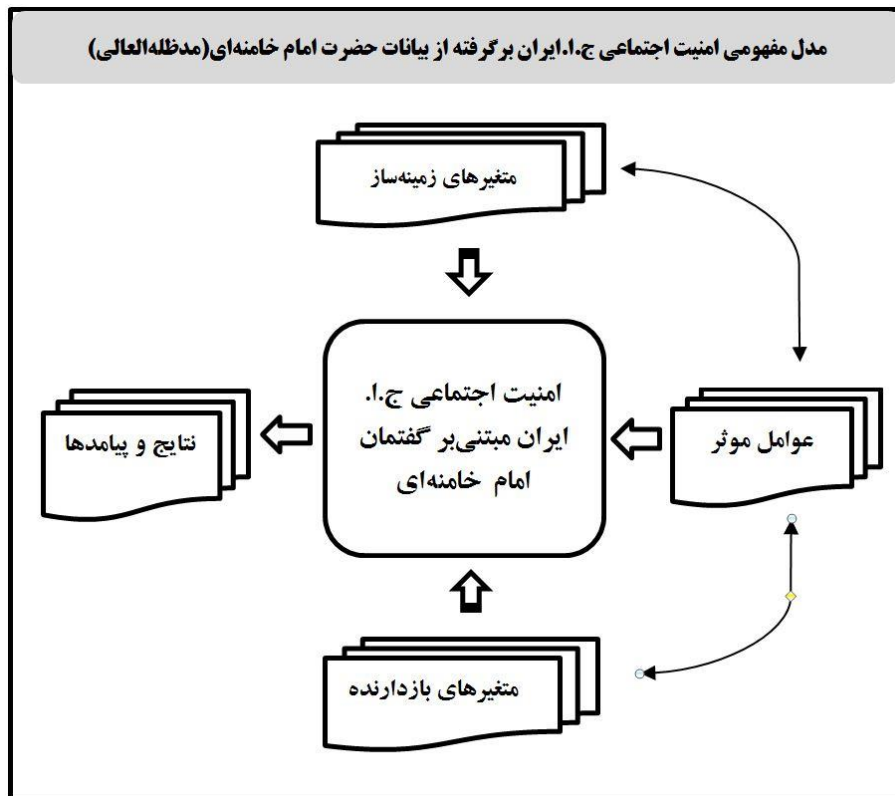 مدل مفهومی امنیت اجتماعی ج.ا.ایران برگرفته از بیانات حضرت امام خامنه‌ای(مدظله‌العالی)
متغیرهای زمینه‌ساز
امنیت اجتماعی ج.ا.
ایران مبتنی‌بر گفتمان
امام خامنه‌ای
عوامل موثر
نتایج و پیامدها
متغیرهای بازدارنده